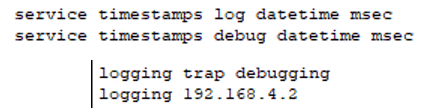 service timestamps log datetime msec
service timestamps debug datetime msec
logging trap debugging
logging 192.168.4.2